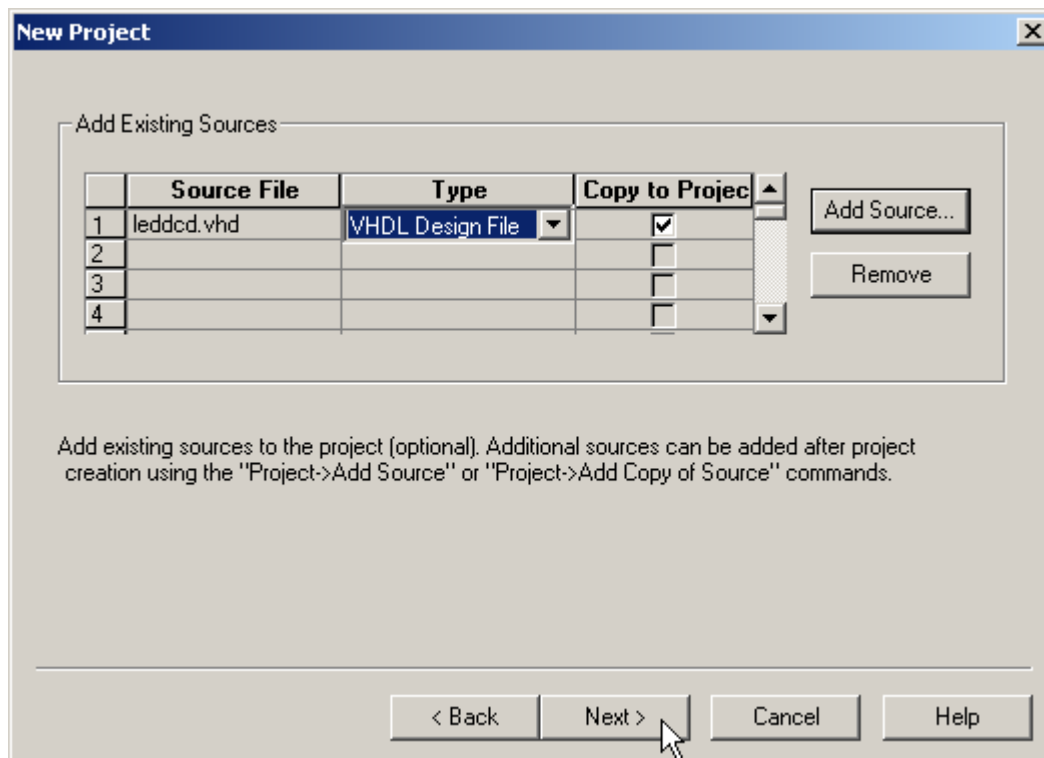 New Project
Add Existing Sources
Source File Type Copy to Projec
1 leddcd.vhd VHDL Design File
2
3
4
Add Source...
Remove
Add existing sources to the project (optional). Additional sources can be added after project
creation using the "Project->Add Source" or "Project->Add Copy of Source" commands.
< Back Next > Cancel Help